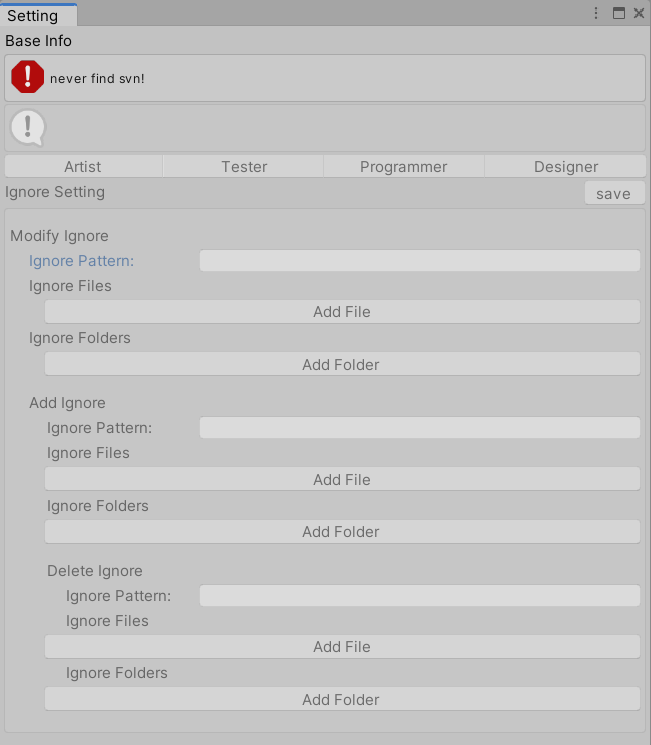 Setting
Base Info
never find svn!
Artist Tester Programmer Designer
Ignore Setting save
Modify Ignore
Ignore Pattern:
Ignore Files
Add File
Ignore Folders
Add Folder
Add Ignore
Ignore Pattern:
Ignore Files
Add File
Ignore Folders
Add Folder
Delete Ignore
Ignore Pattern:
Ignore Files
Add File
Ignore Folders
Add Folder